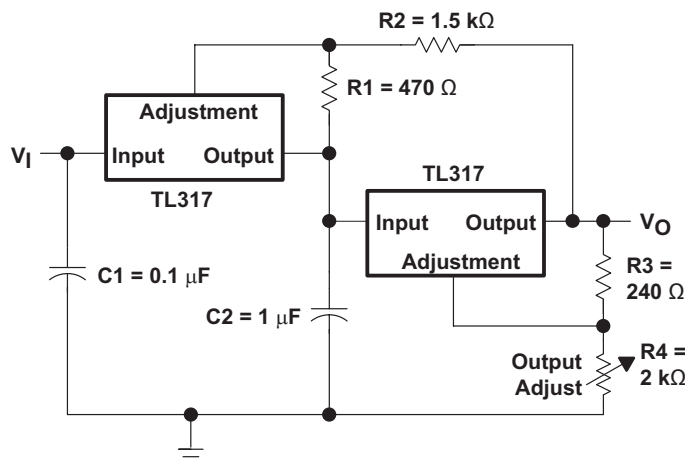 R2 = 1.5 kΩ
R1 = 470 Ω
Adjustment
VI
Input
Output
TL317
TL317
Input
Output
VO
Adjustment
C1 = 0.1 μF
R3 =
240 Ω
C2 = 1 μF
Output
Adjust
R4 =
2 kΩ